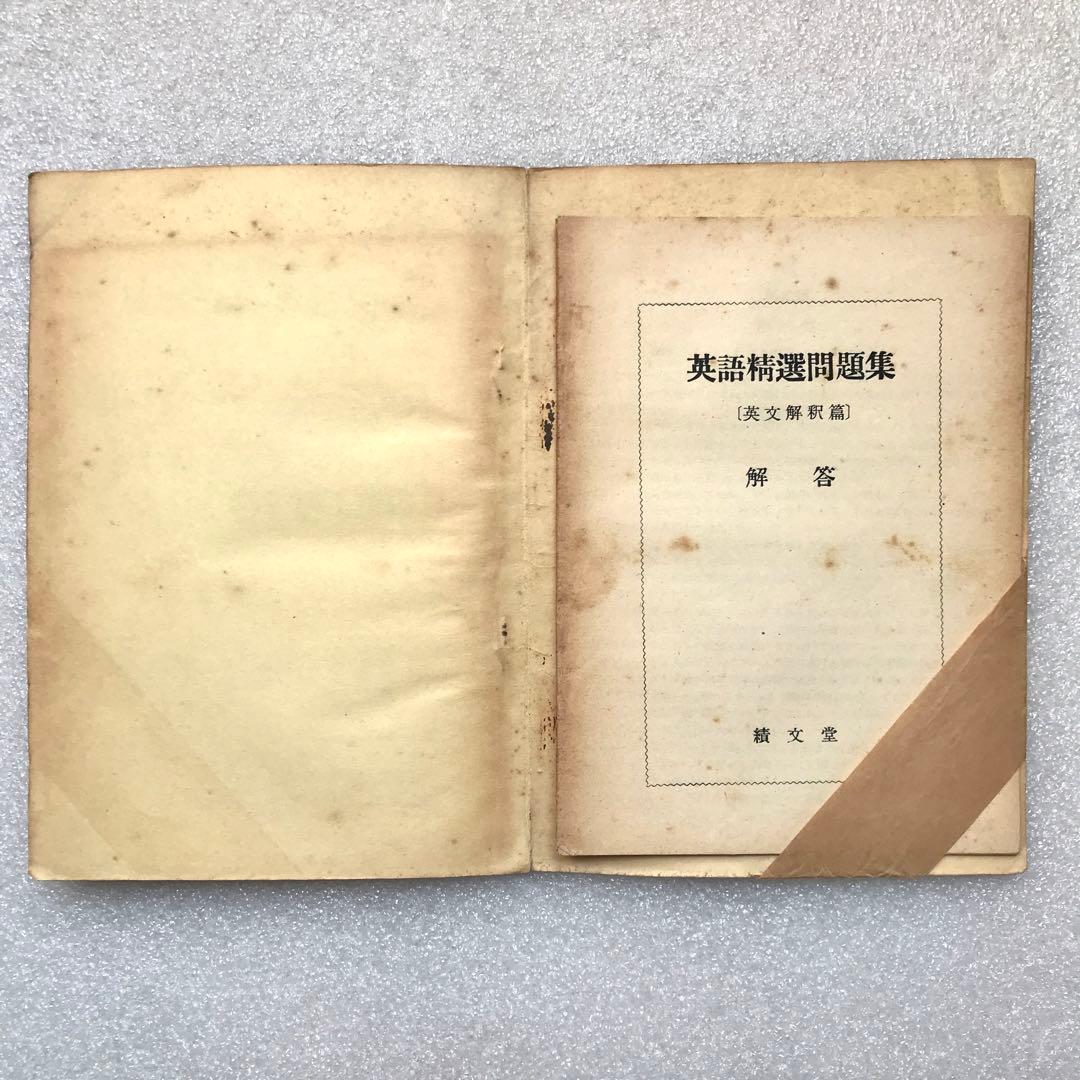 英語精選問題集
〔英文解釈篇〕
解答
績文堂